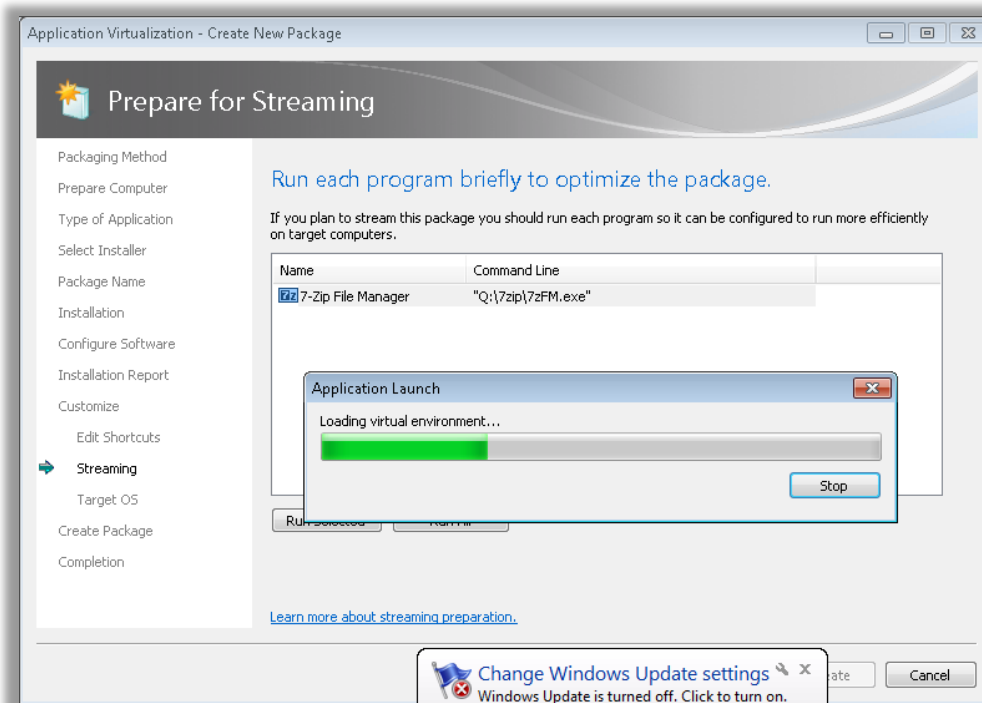 Application Virtualization - Create New Package
Prepare for Streaming
Packaging Method
Prepare Computer
Type of Application
Select Installer
Package Name
Installation
Configure Software
Installation Report
Customize
Edit Shortcuts
Streaming
Target OS
Create Package
Completion
Run each program briefly to optimize the package.
If you plan to stream this package you should run each program so it can be configured to run more efficiently
on target computers.
Name Command Line
7z 7-Zip File Manager "Q:\7zip\7zFM.exe"
Application Launch
Loading virtual environment...
Stop
Learn more about streaming preparation.
Change Windows Update settings
Windows Update is turned off. Click to turn on.
Cancel